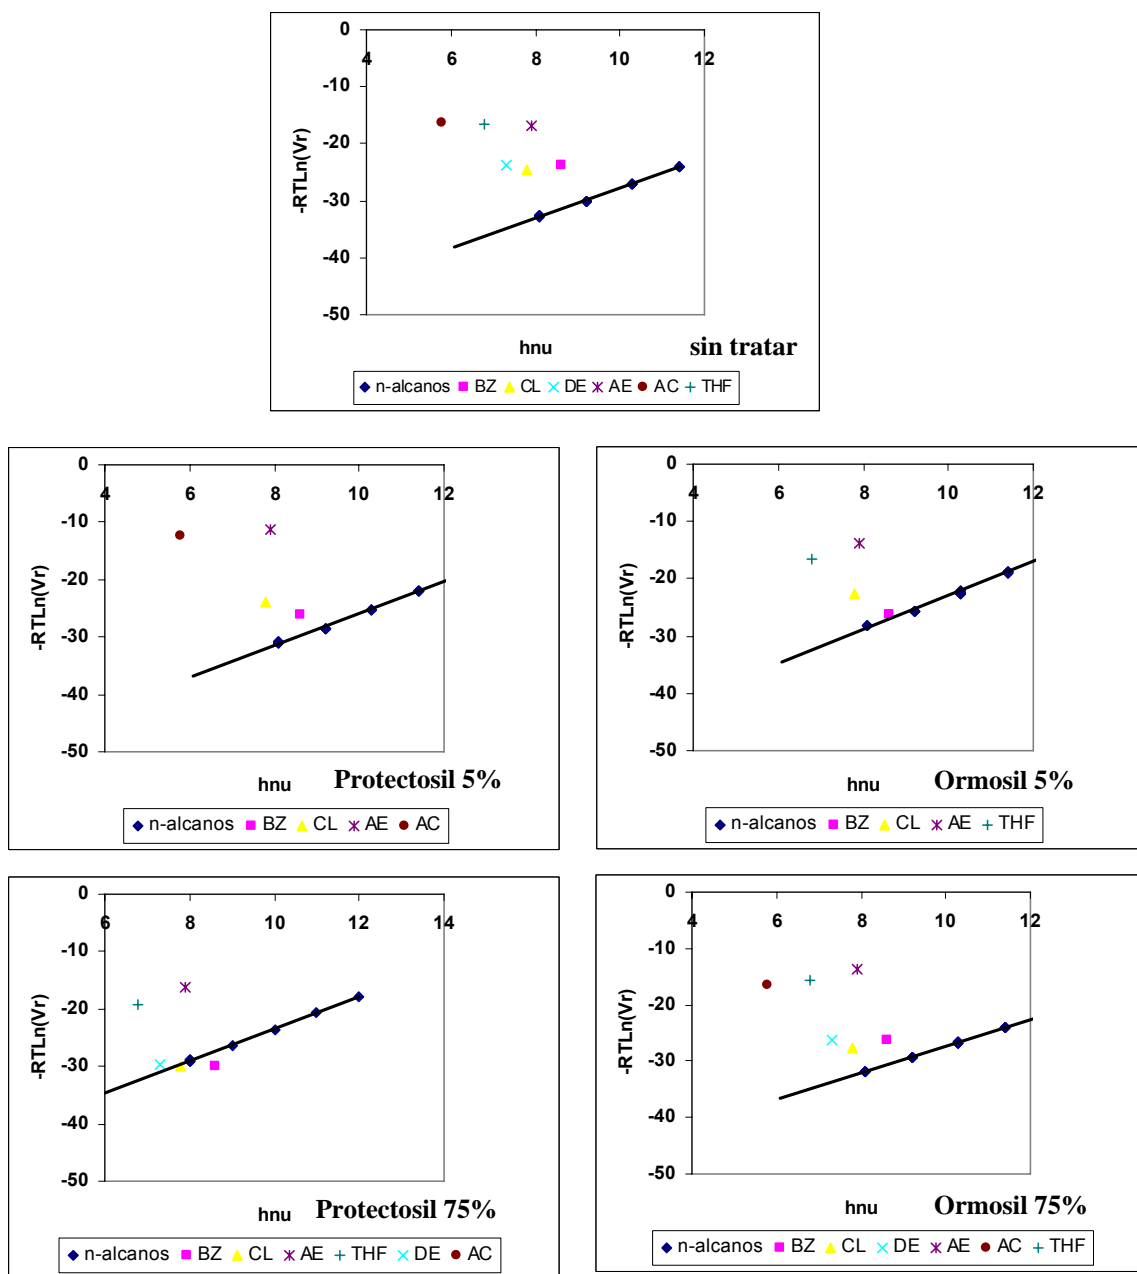 0
4 6 8 10 12
-10
-20
-30
-40
-50
-RTLn(Vr)
hnu
sin tratar
n-alcanos BZ CL DE AE AC THF
0
4 6 8 10 12
-10
-20
-30
-40
-50
-RTLn(Vr)
hnu
Protectosil 5%
n-alcanos BZ CL AE AC
0
4 6 8 10 12
-10
-20
-30
-40
-50
-RTLn(Vr)
hnu
Ormosil 5%
n-alcanos BZ CL AE THF
0
6 8 10 12 14
-10
-20
-30
-40
-50
-RTLn(Vr)
hnu
Protectosil 75%
n-alcanos BZ CL AE THF DE AC
0
4 6 8 10 12
-10
-20
-30
-40
-50
-RTLn(Vr)
hnu
Ormosil 75%
n-alcanos BZ CL DE AE AC THF